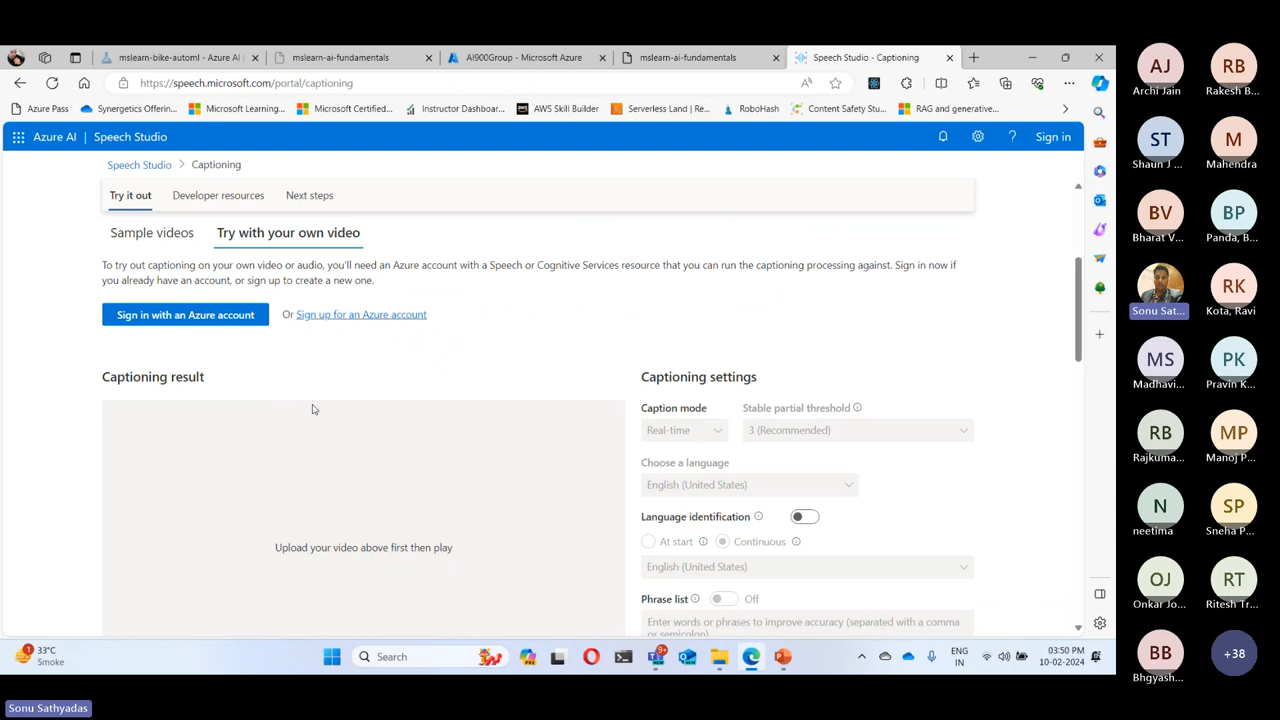 mslearn-bike-automl - Azure AI |
mslearn-ai-fundamentals
AI900Group - Microsoft Azure
mslearn-ai-fundamentals
Speech Studio - Captioning
https://speech.microsoft.com/portal/captioning
Azure Pass
Synergetics Offerin...
Microsoft Learning...
Microsoft Certified...
Instructor Dashboar...
AWS Skill Builder
Serverless Land | Re...
RoboHash
Content Safety Stu...
RAG and generative...
Azure AI | Speech Studio
Sign in
Speech Studio > Captioning
Try it out
Developer resources
Next steps
Sample videos
Try with your own video
To try out captioning on your own video or audio, you'll need an Azure account with a Speech or Cognitive Services resource that you can run the captioning processing against. Sign in now if
you already have an account, or sign up to create a new one.
Sign in with an Azure account
Or Sign up for an Azure account
Captioning result
Upload your video above first then play
Captioning settings
Caption mode
Stable partial threshold
Real-time
3 (Recommended)
Choose a language
English (United States)
Language identification
At start
Continuous
English (United States)
Phrase list
Off
Enter words or phrases to improve accuracy (separated with a comma
or semicolon)
1
33°C
Smoke
Search
9+
ENG
IN
03:50 PM
10-02-2024
Sonu Sathyadas
AJ
Archi Jain
RB
Rakesh B...
ST
Shaun J ...
M
Mahendra
BV
Bharat V...
BP
Panda, B...
Sonu Sat...
RK
Kota, Ravi
MS
Madhavi...
PK
Pravin K...
RB
Rajkuma...
MP
Manoj P...
N
neetima
SP
Sneha P...
OJ
Onkar Jo...
RT
Ritesh Tr...
BB
Bhgyash...
+38